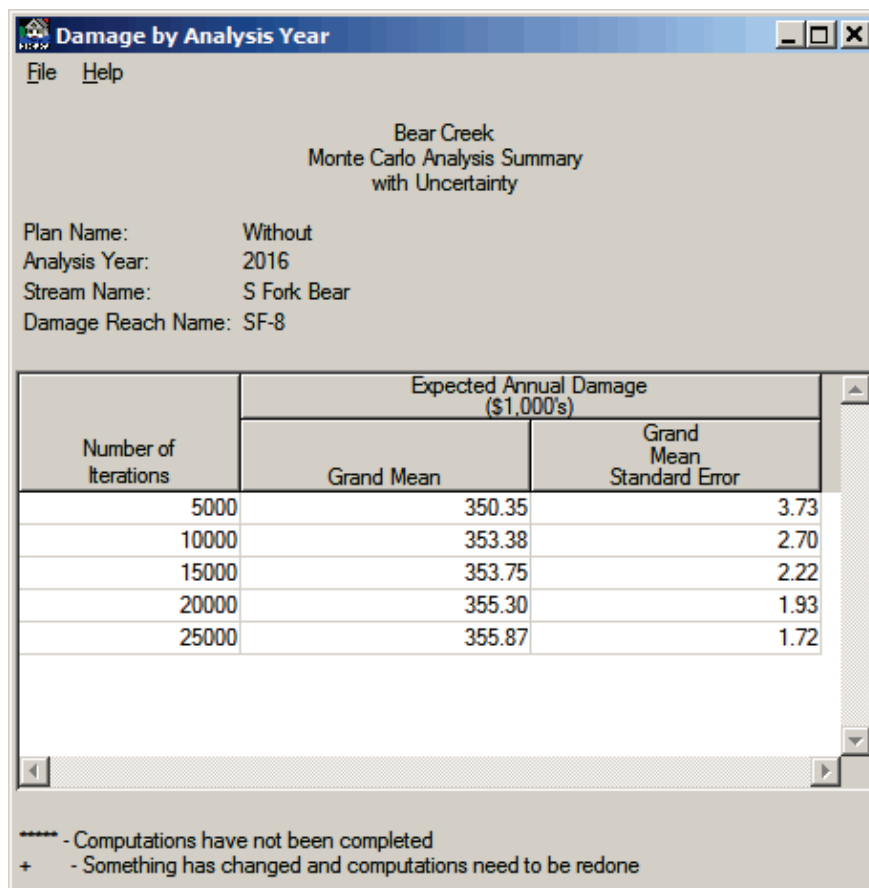 Damage by Analysis Year
File Help
Bear Creek
Monte Carlo Analysis Summary
with Uncertainty
Plan Name: Without
Analysis Year: 2016
Stream Name: S Fork Bear
Damage Reach Name: SF-8
Expected Annual Damage
($1,000's)
Number of
Iterations
Grand Mean
Grand
Mean
Standard Error
5000 350.35 3.73
10000 353.38 2.70
15000 353.75 2.22
20000 355.30 1.93
25000 355.87 1.72
***** - Computations have not been completed
+ - Something has changed and computations need to be redone